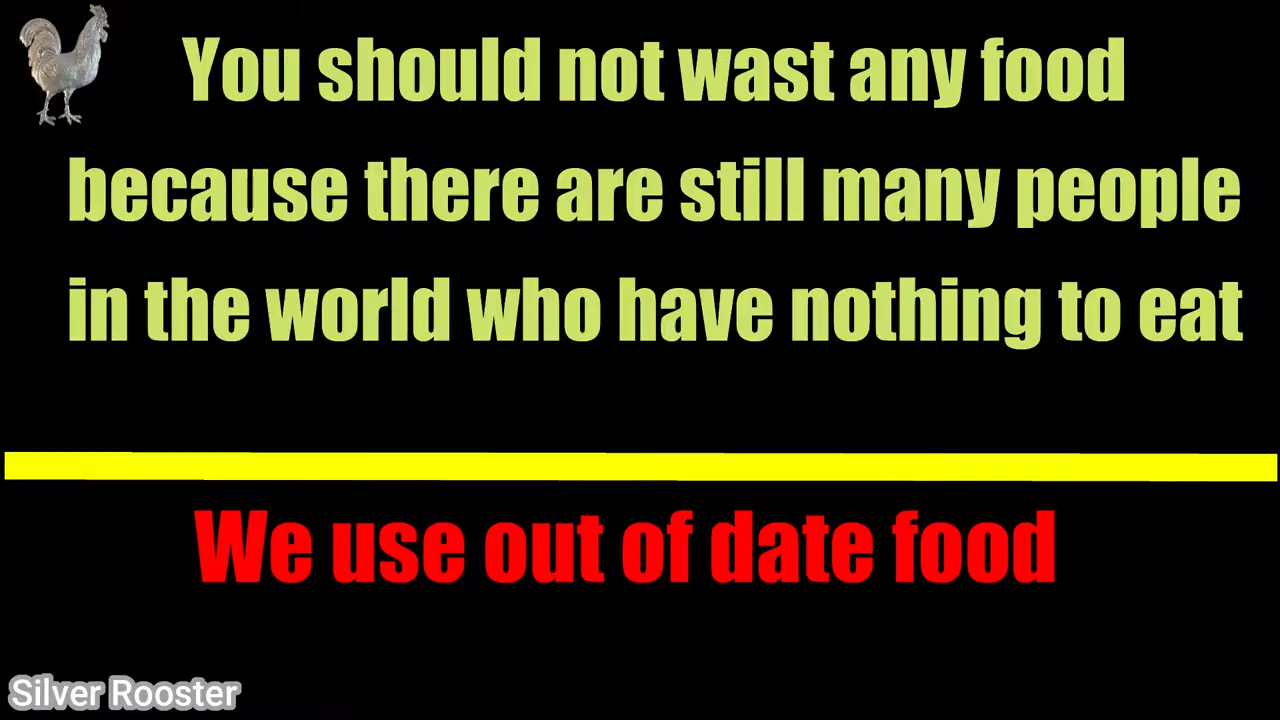 You should not wast any food
because there are still many people
in the world who have nothing to eat
We use out of date food
Silver Rooster